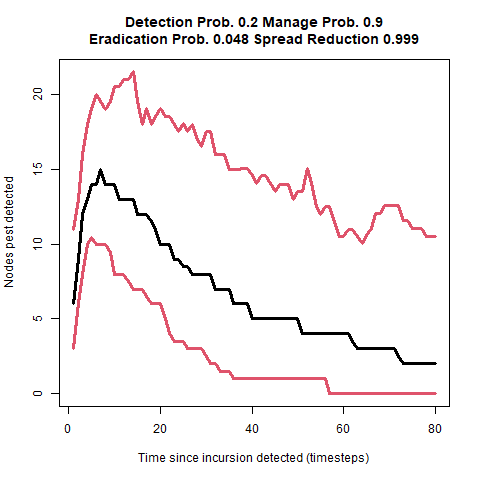 Detection Prob. 0.2 Manage Prob. 0.9
Eradication Prob. 0.048 Spread Reduction 0.999
Nodes pest detected
20
15
10
5
0
0
20
40
60
80
Time since incursion detected (timesteps)